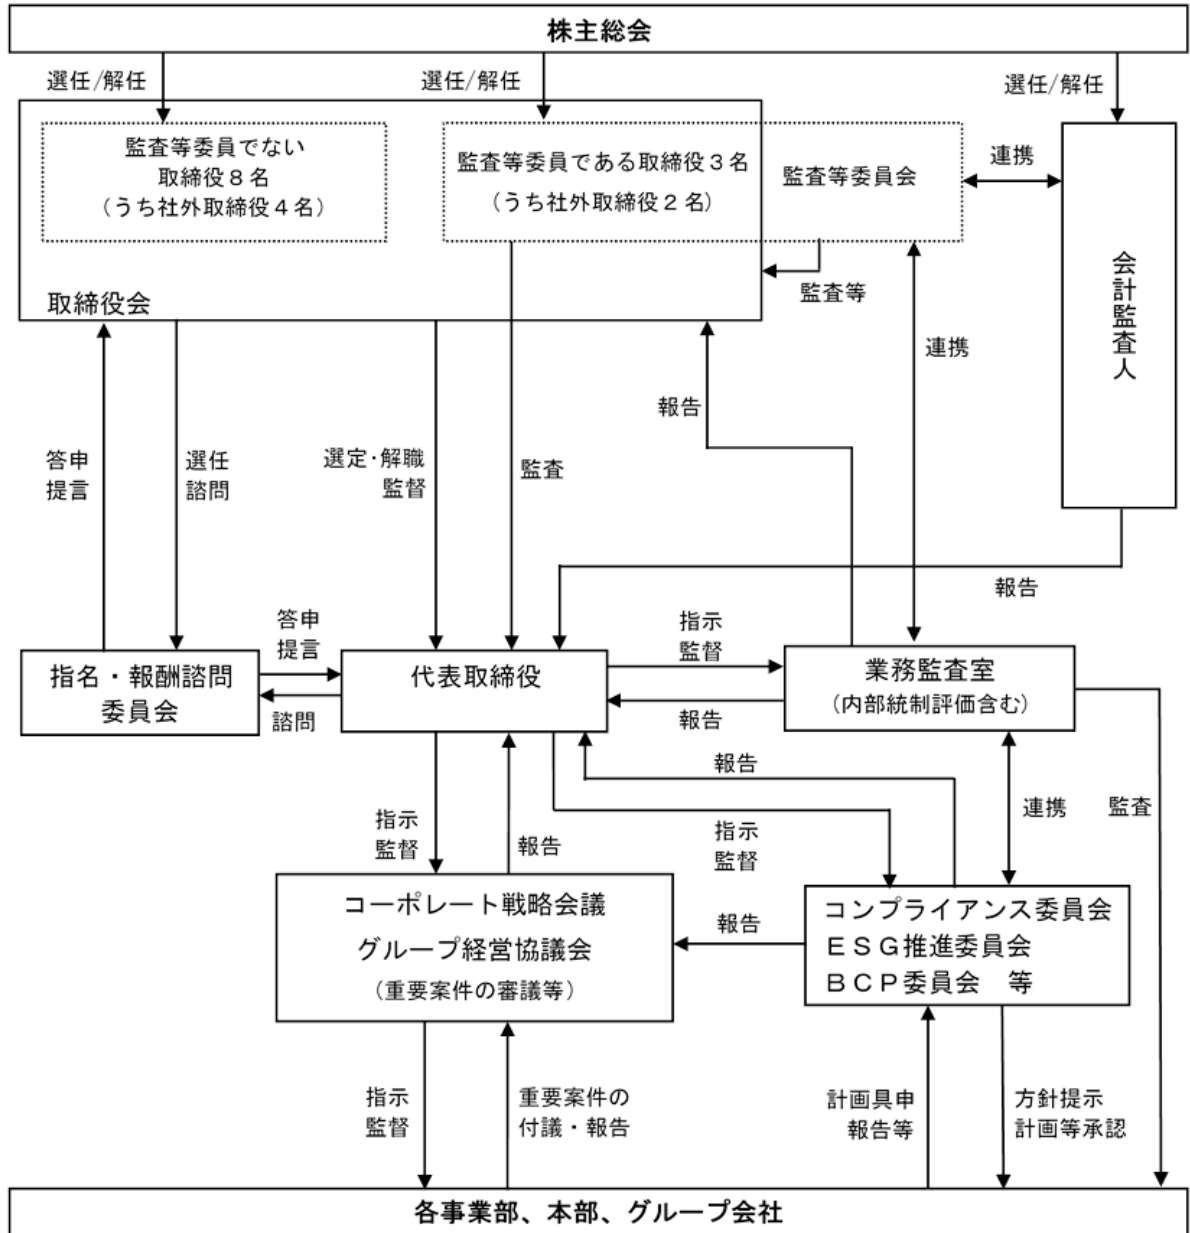 株主総会
選任/解任
選任/解任
選任/解任
監査等委員でない
取締役８名
（うち社外取締役４名）
監査等委員である取締役３名
（うち社外取締役２名）
監査等委員会
連携
会計監査人
取締役会
監査等
連携
報告
答申
提言
選任
諮問
選定・解職
監督
監査
報告
答申
提言
指示
監督
指名・報酬諮問
委員会
代表取締役
業務監査室
（内部統制評価含む）
諮問
報告
報告
指示
監督
報告
指示
監督
連携
監査
コーポレート戦略会議
グループ経営協議会
（重要案件の審議等）
報告
コンプライアンス委員会
ＥＳＧ推進委員会
ＢＣＰ委員会　等
指示
監督
重要案件の
付議・報告
計画具申
報告等
方針提示
計画等承認
各事業部、本部、グループ会社